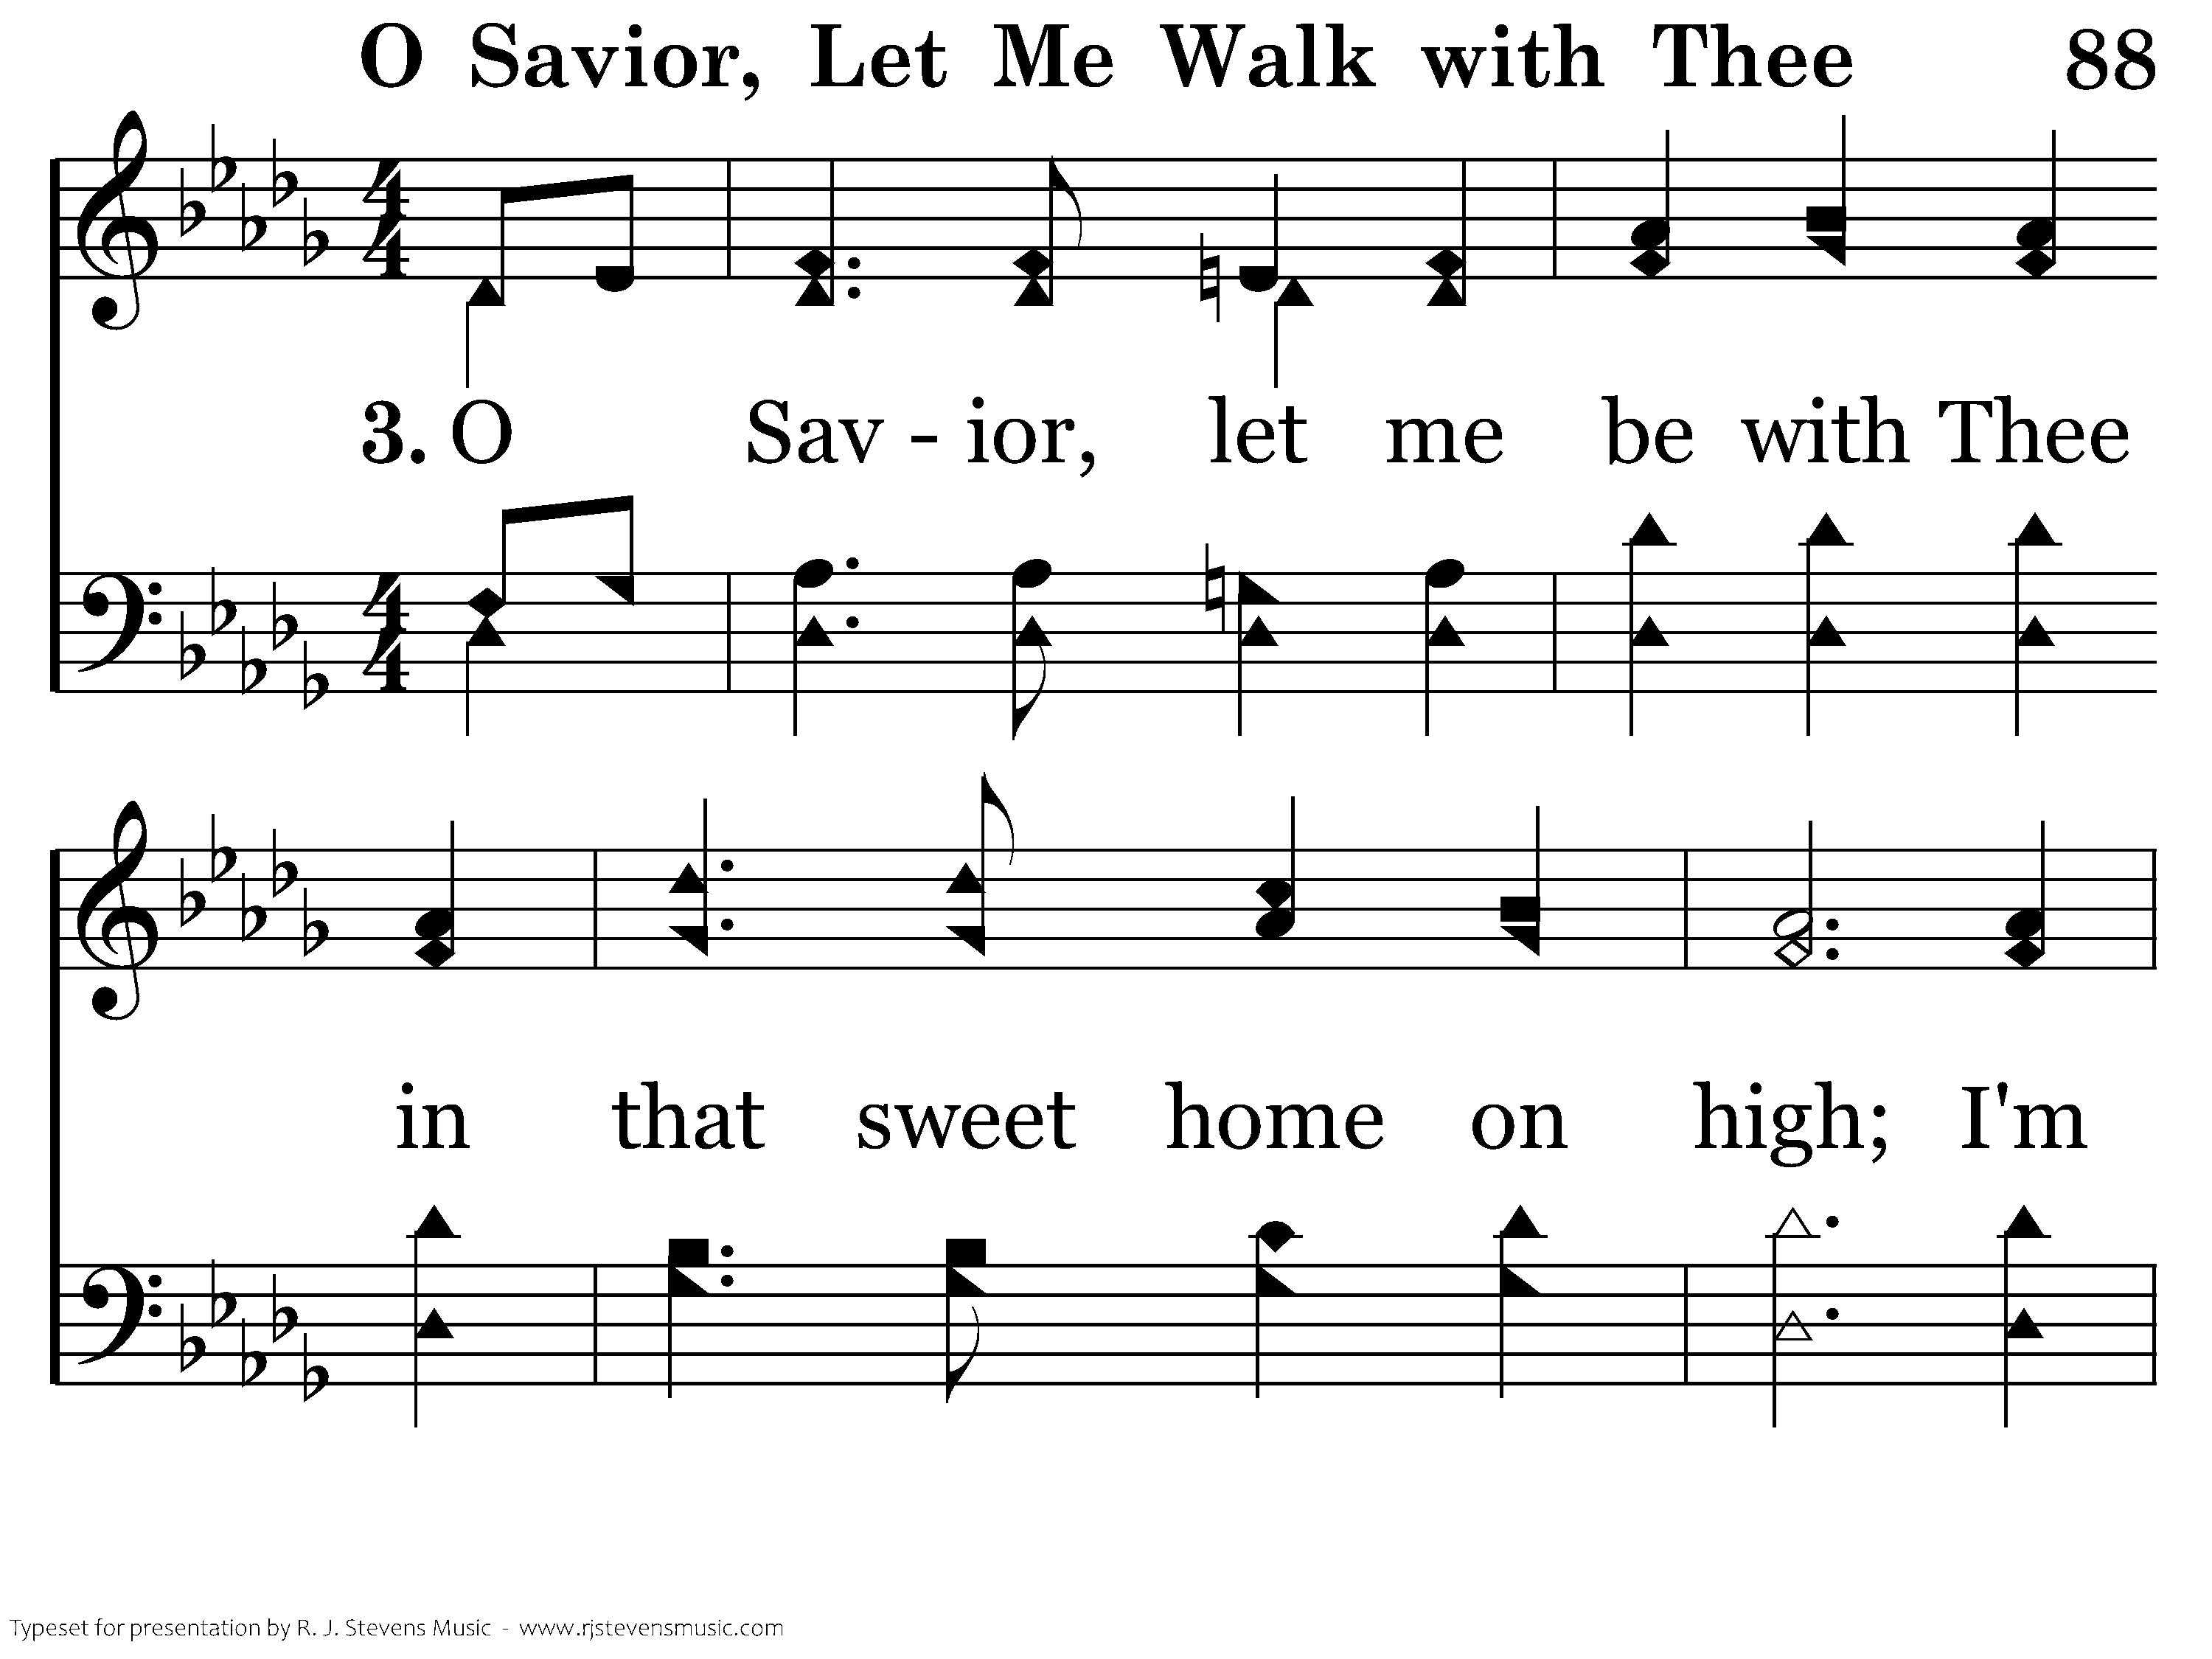 O Savior, Let Me Walk with Thee 88
3. O Sav - ior, let me be with Thee
in that sweet home on high; I'm
Typeset for presentation by R. J. Stevens Music - www.rjstevensmusic.com